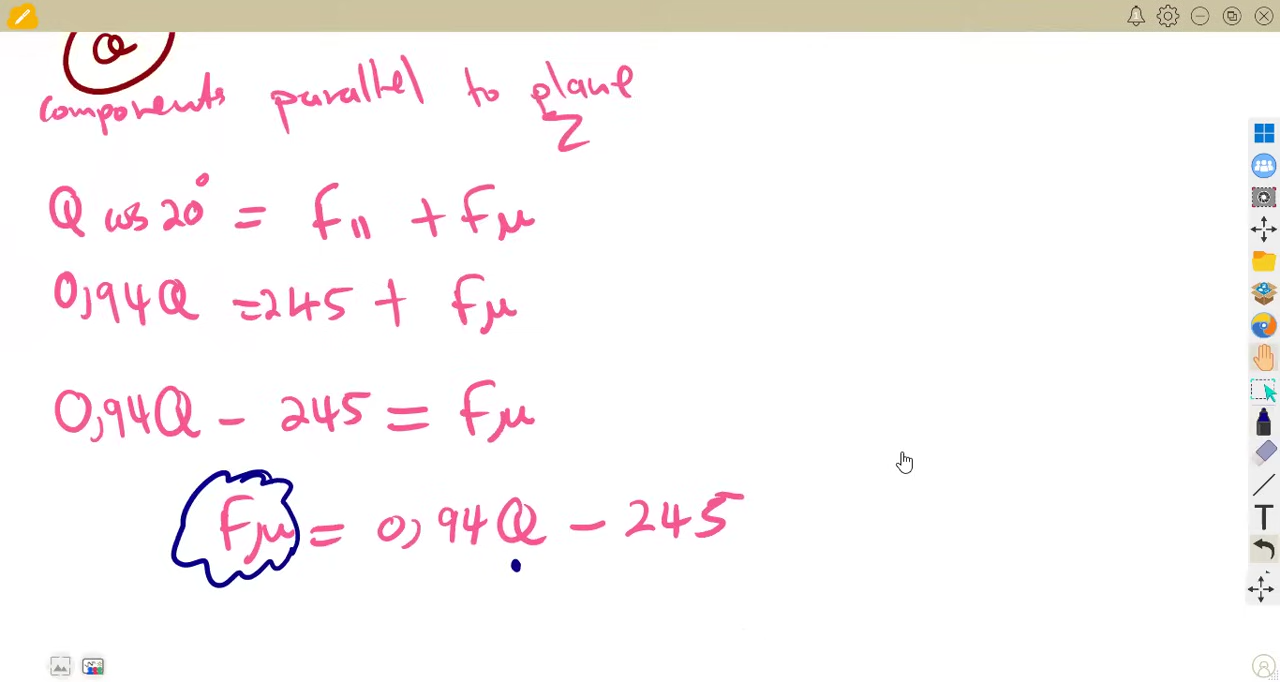 Q
components parallel to plane
Q cos 20° = F∥ + Fμ
0,94Q = 245 + Fμ
0,94Q - 245 = Fμ
Fμ = 0,94Q - 245
T